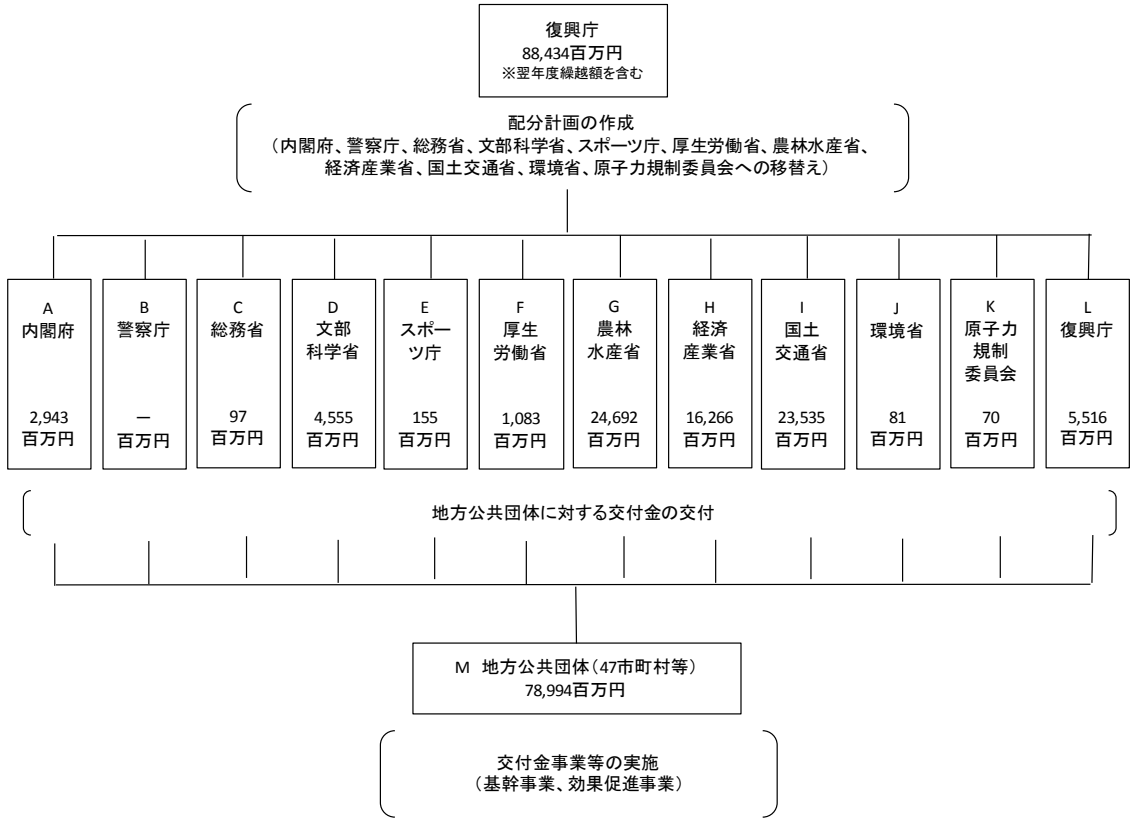 復興庁
88,434百万円
※翌年度繰越額を含む
配分計画の作成
（内閣府、警察庁、総務省、文部科学省、スポーツ庁、厚生労働省、農林水産省、
経済産業省、国土交通省、環境省、原子力規制委員会への移替え）
A
内閣府
2,943
百万円
B
警察庁
―
百万円
C
総務省
97
百万円
D
文部
科学省
4,555
百万円
E
スポー
ツ庁
155
百万円
F
厚生
労働省
1,083
百万円
G
農林
水産省
24,692
百万円
H
経済
産業省
16,266
百万円
I
国土
交通省
23,535
百万円
J
環境省
81
百万円
K
原子力
規制
委員会
70
百万円
L
復興庁
5,516
百万円
地方公共団体に対する交付金の交付
M 地方公共団体（47市町村等）
78,994百万円
交付金事業等の実施
（基幹事業、効果促進事業）